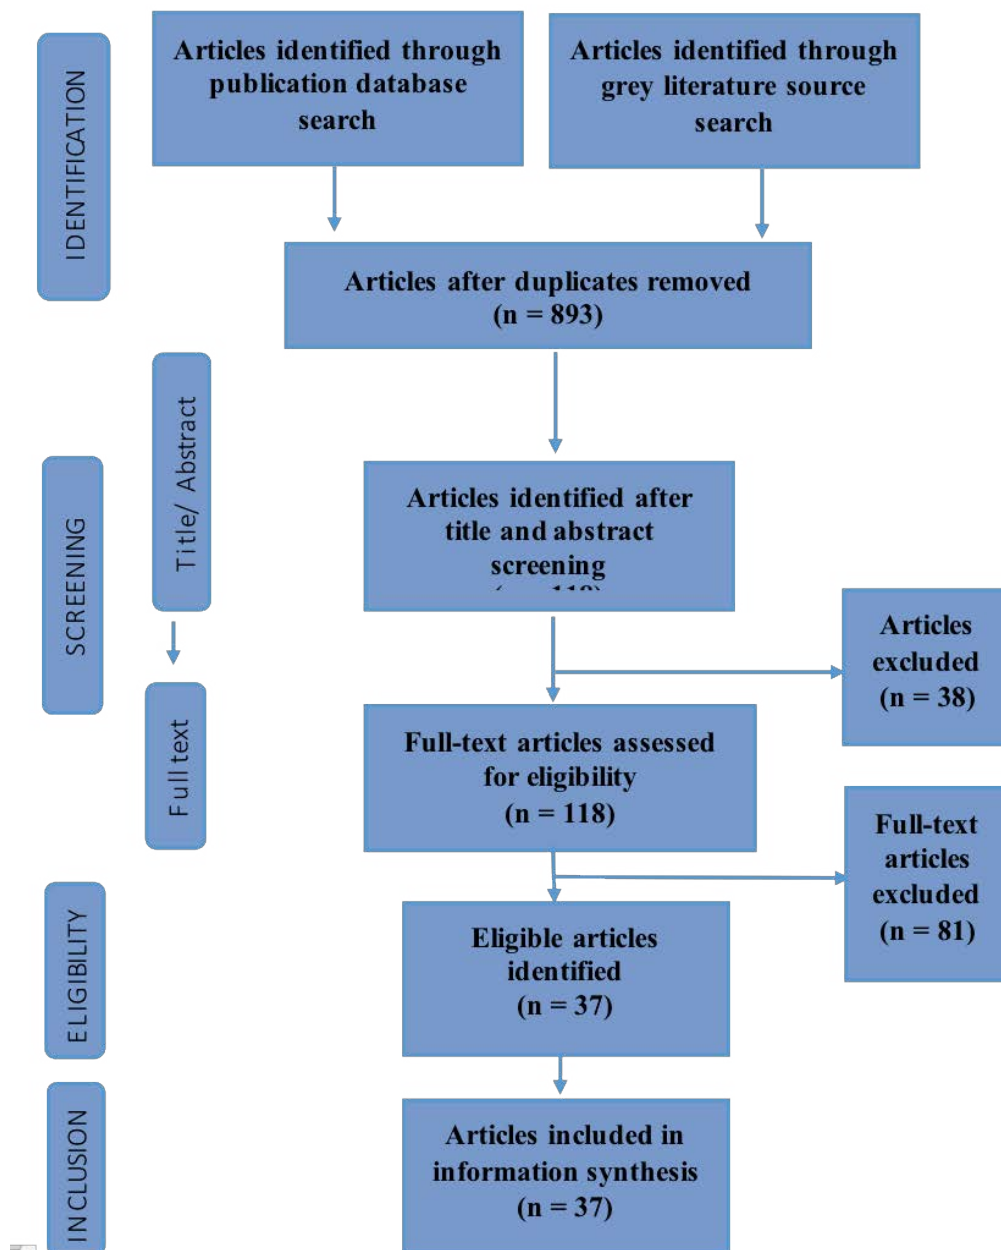 IDENTIFICATION
Articles identified through
publication database
search
Articles identified through
grey literature source
search
Articles after duplicates removed
(n = 893)
SCREENING
Title/ Abstract
Articles identified after
title and abstract
screening
Articles
excluded
(n = 38)
Full text
Full-text articles assessed
for eligibility
(n = 118)
Full-text
articles
excluded
(n = 81)
ELIGIBILITY
Eligible articles
identified
(n = 37)
INCLUSION
Articles included in
information synthesis
(n = 37)